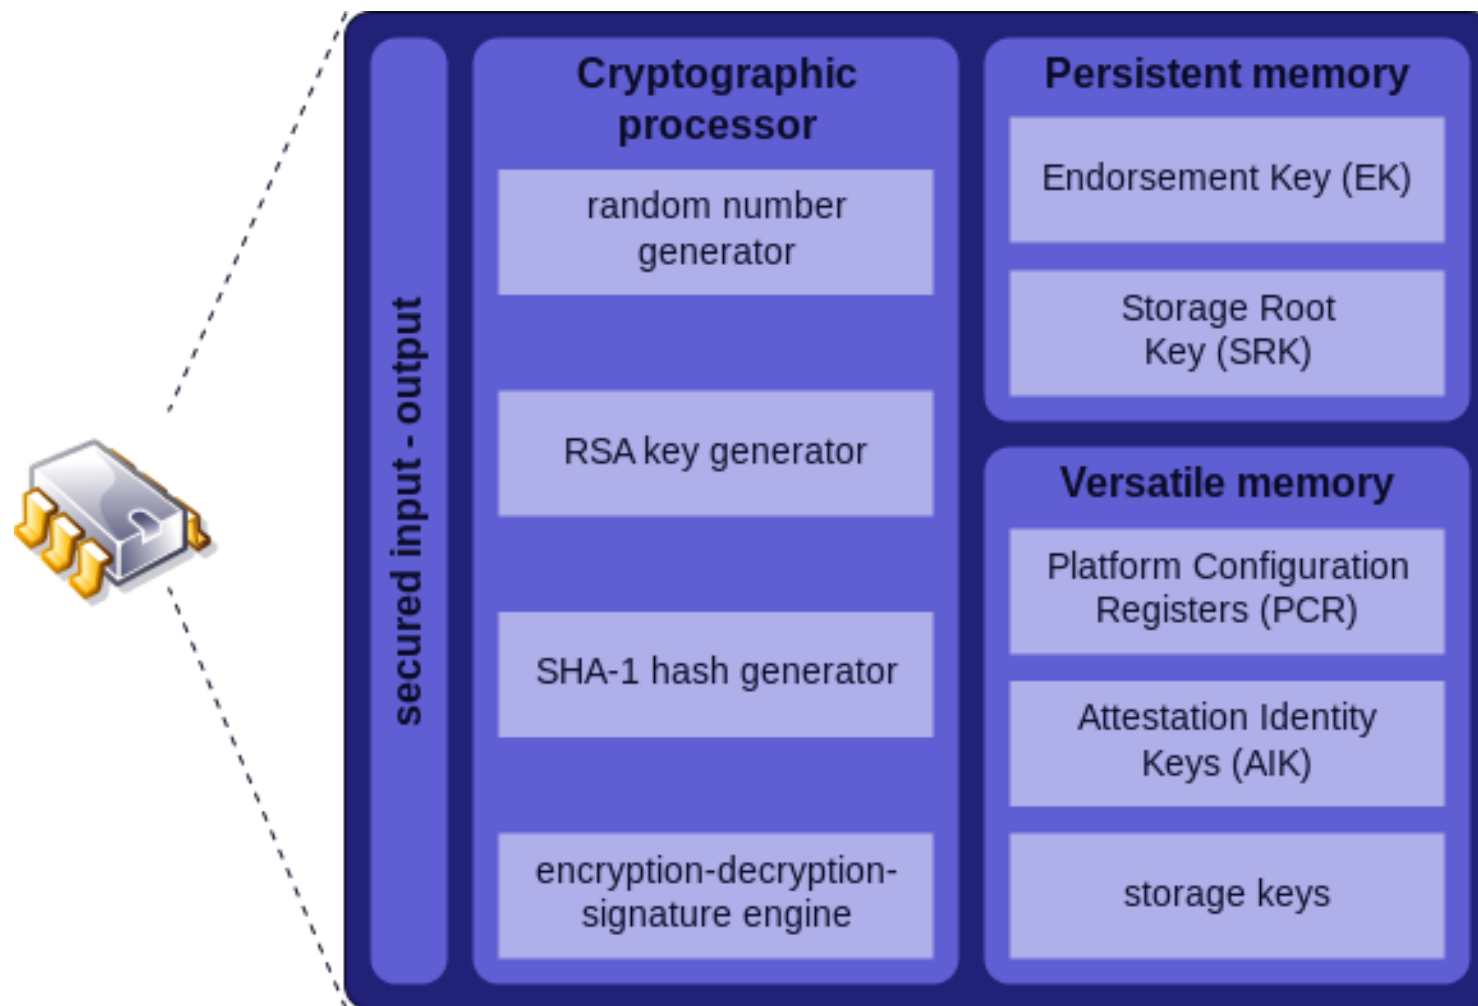 secured input - output
Cryptographic
processor
random number
generator
RSA key generator
SHA-1 hash generator
encryption-decryption-
signature engine
Persistent memory
Endorsement Key (EK)
Storage Root
Key (SRK)
Versatile memory
Platform Configuration
Registers (PCR)
Attestation Identity
Keys (AIK)
storage keys